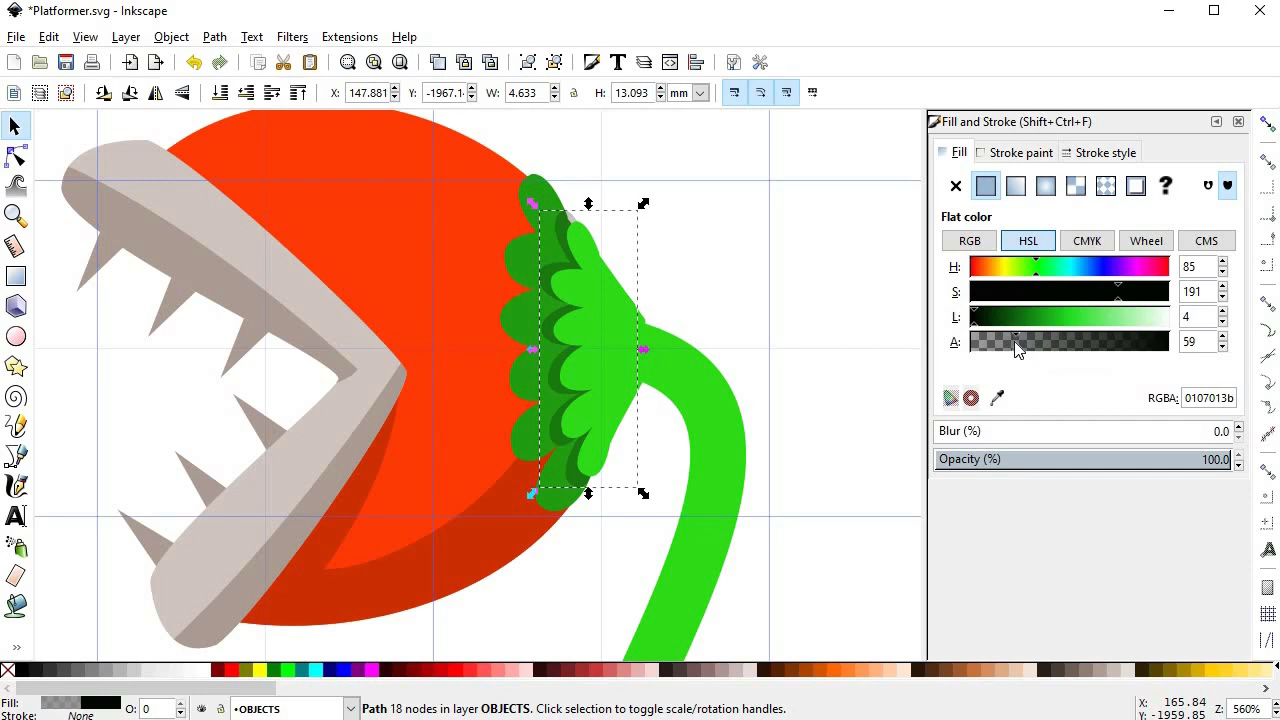 *Platformer.svg - Inkscape
File Edit View Layer Object Path Text Filters Extensions Help
X: 147.881 Y: -1967.1 W: 4.633 H: 13.093 mm
Fill and Stroke (Shift+Ctrl+F)
Fill Stroke paint Stroke style
Flat color
RGB HSL CMYK Wheel CMS
H: 85
S: 191
L: 4
A: 59
RGBA: 0107013b
Blur (%) 0.0
Opacity (%) 100.0
Fill:
Stroke: None
O: 0
•OBJECTS
Path 18 nodes in layer OBJECTS. Click selection to toggle scale/rotation handles.
X: 165.84
Y: -1959.80
Z: 560%